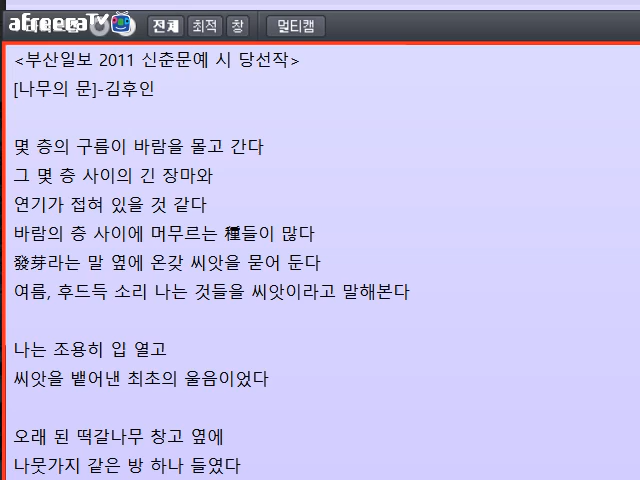 afreecaTV
전체 최적 창 멀티캠
<부산일보 2011 신춘문예 시 당선작>
[나무의 문]-김후인
몇 층의 구름이 바람을 몰고 간다
그 몇 층 사이의 긴 장마와
연기가 접혀 있을 것 같다
바람의 층 사이에 머무르는 種들이 많다
發芽라는 말 옆에 온갖 씨앗을 묻어 둔다
여름, 후드득 소리 나는 것들을 씨앗이라고 말해본다
나는 조용히 입 열고
씨앗을 뱉어낸 최초의 울음이었다
오래 된 떡갈나무 창고 옆에
나뭇가지 같은 방 하나 들였다